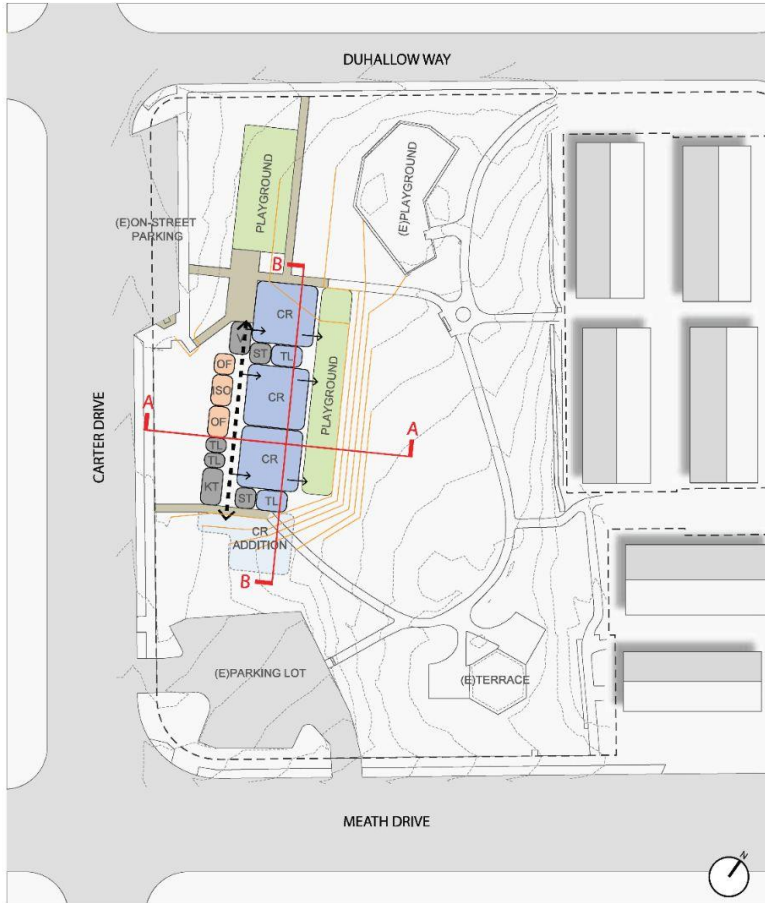 DUHALLOW WAY
PLAYGROUND
(E)PLAYGROUND
(E)ON-STREET
PARKING
B
CR
V
ST
TL
OF
ISO
CR
PLAYGROUND
A
OF
A
CARTER DRIVE
TL
CR
TL
KT
ST
TL
CR
ADDITION
B
(E)PARKING LOT
(E)TERRACE
MEATH DRIVE
N